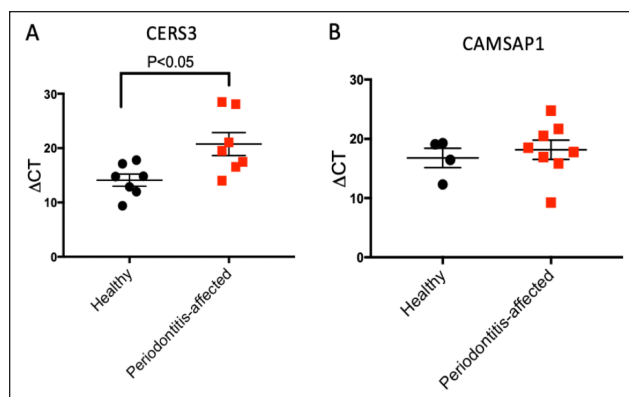 A
CERS3
P<0.05
30
20
10
0
ΔCT
Healthy
Periodontitis-affected
B
CAMSAP1
30
20
10
0
ΔCT
Healthy
Periodontitis-affected